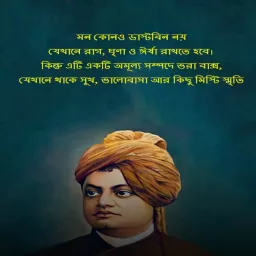 মন কোনও ডাস্টবিন নয়
যেখানে রাগ, ঘৃণা ও ঈর্ষা রাখতে হবে।
কিন্তু এটি একটি অমূল্য সম্পদে ভরা বাক্স,
যেখানে থাকে সুখ, ভালোবাসা আর কিছু মিস্টি স্মৃতি